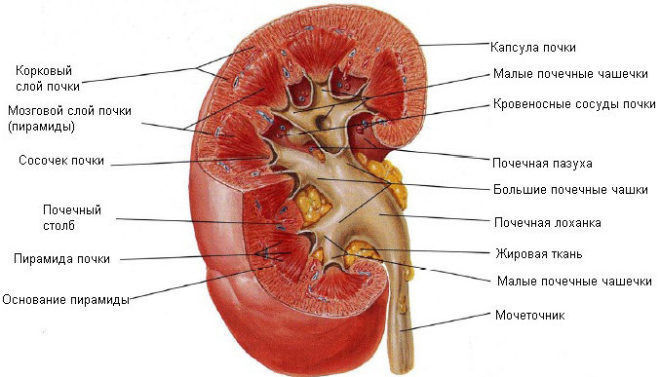 Корковый
слой почки
Мозговой слой почки
(пирамиды)
Сосочек почки
Почечный
столб
Пирамида почки
Основание пирамиды
Капсула почки
Малые почечные чашечки
Кровеносные сосуды почки
Почечная пазуха
Большие почечные чашки
Почечная лоханка
Жировая ткань
Малые почечные чашечки
Мочеточник